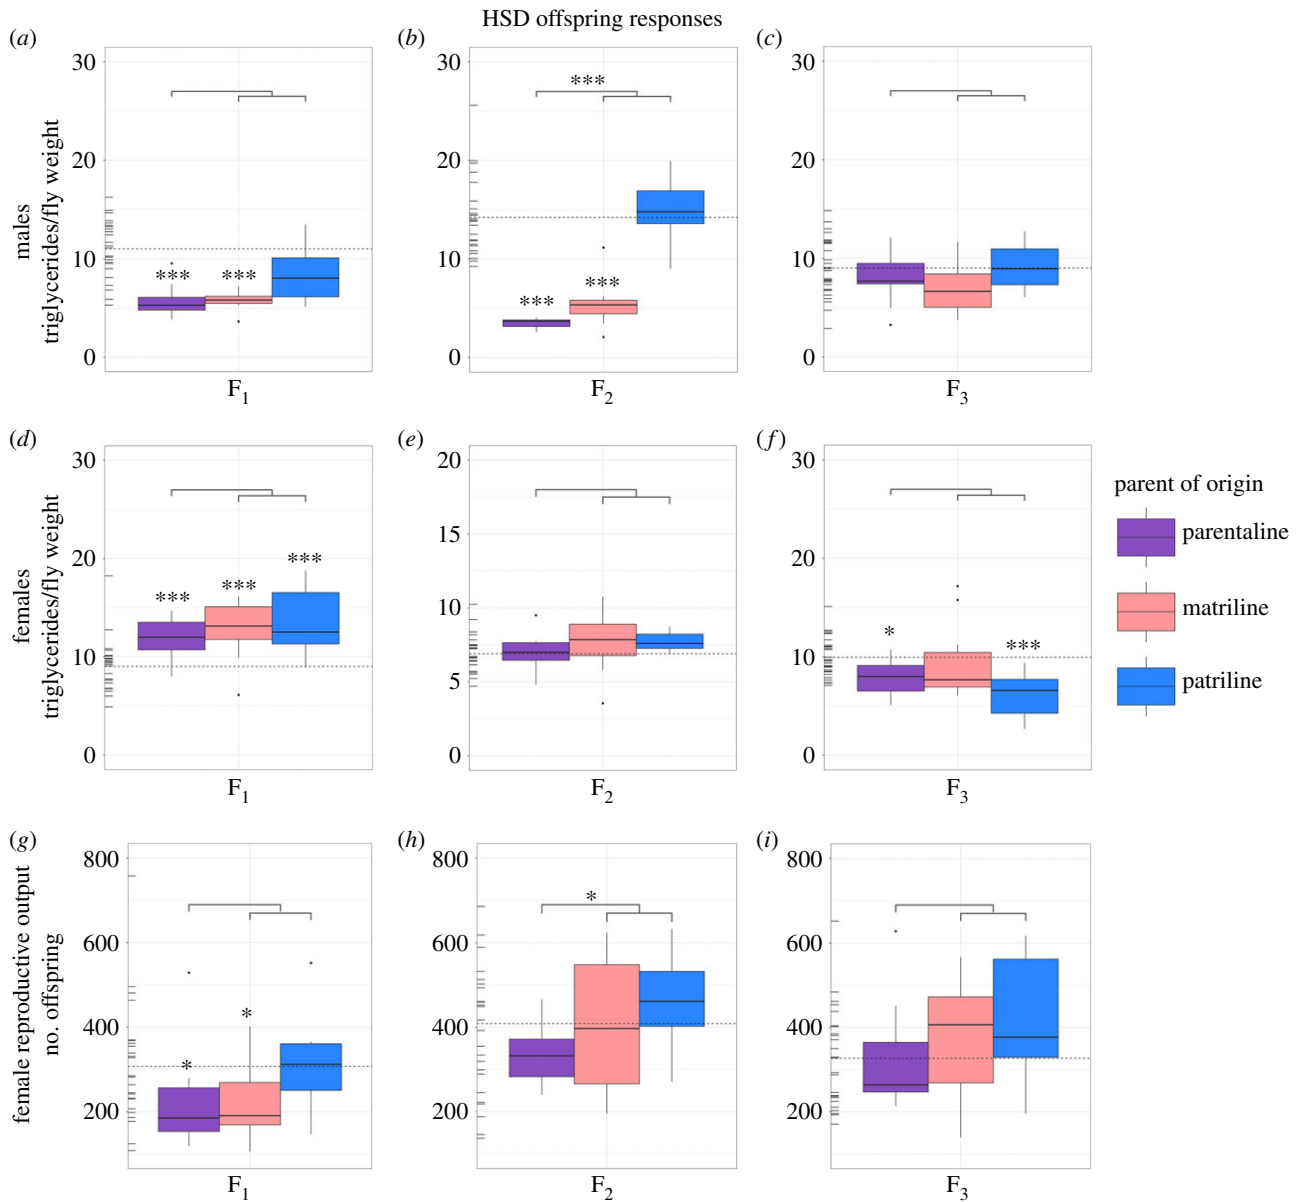 HSD offspring responses
(a)
(b)
(c)
males
triglycerides/fly weight
30
20
10
0
***
***
F1
30
20
10
0
***
***
***
F2
30
20
10
0
F3
(d)
(e)
(f)
females
triglycerides/fly weight
30
20
10
0
***
***
***
F1
20
15
10
5
0
F2
30
20
10
0
*
***
F3
parent of origin
parentaline
matriline
patriline
(g)
(h)
(i)
female reproductive output
no. offspring
800
600
400
200
*
*
F1
800
600
400
200
*
F2
800
600
400
200
F3